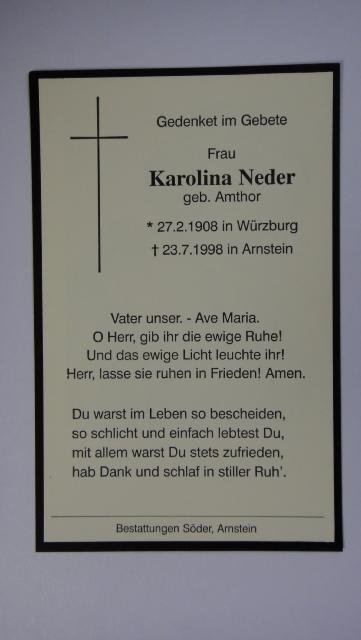 Gedenket im Gebete
Frau
Karolina Neder
geb. Amthor
* 27.2.1908 in Würzburg
† 23.7.1998 in Arnstein
Vater unser. - Ave Maria.
O Herr, gib ihr die ewige Ruhe!
Und das ewige Licht leuchte ihr!
Herr, lasse sie ruhen in Frieden! Amen.
Du warst im Leben so bescheiden,
so schlicht und einfach lebtest Du,
mit allem warst Du stets zufrieden,
hab Dank und schlaf in stiller Ruh'.
Bestattungen Söder, Arnstein